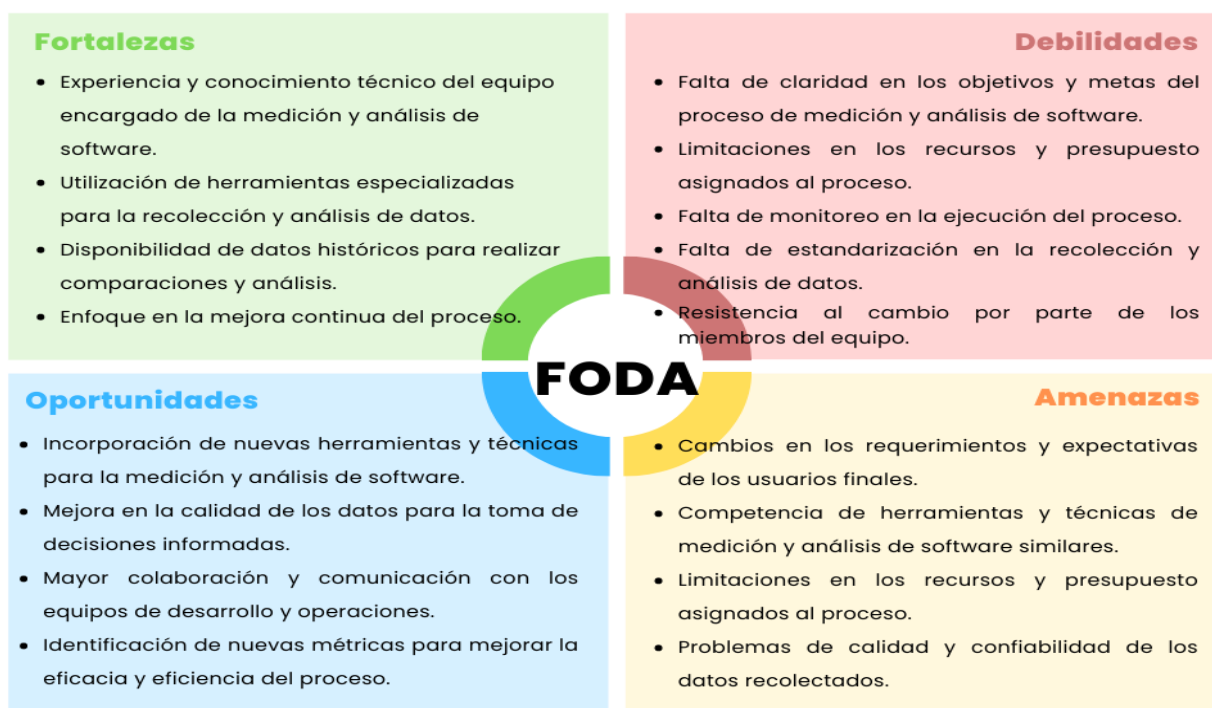 Fortalezas
• Experiencia y conocimiento técnico del equipo
encargado de la medición y análisis de
software.
• Utilización de herramientas especializadas
para la recolección y análisis de datos.
• Disponibilidad de datos históricos para realizar
comparaciones y análisis.
• Enfoque en la mejora continua del proceso.
Debilidades
• Falta de claridad en los objetivos y metas del
proceso de medición y análisis de software.
• Limitaciones en los recursos y presupuesto
asignados al proceso.
• Falta de monitoreo en la ejecución del proceso.
• Falta de estandarización en la recolección y
análisis de datos.
• Resistencia al cambio por parte de los
miembros del equipo.
FODA
Oportunidades
• Incorporación de nuevas herramientas y técnicas
para la medición y análisis de software.
• Mejora en la calidad de los datos para la toma de
decisiones informadas.
• Mayor colaboración y comunicación con los
equipos de desarrollo y operaciones.
• Identificación de nuevas métricas para mejorar la
eficacia y eficiencia del proceso.
Amenazas
• Cambios en los requerimientos y expectativas
de los usuarios finales.
• Competencia de herramientas y técnicas de
medición y análisis de software similares.
• Limitaciones en los recursos y presupuesto
asignados al proceso.
• Problemas de calidad y confiabilidad de los
datos recolectados.